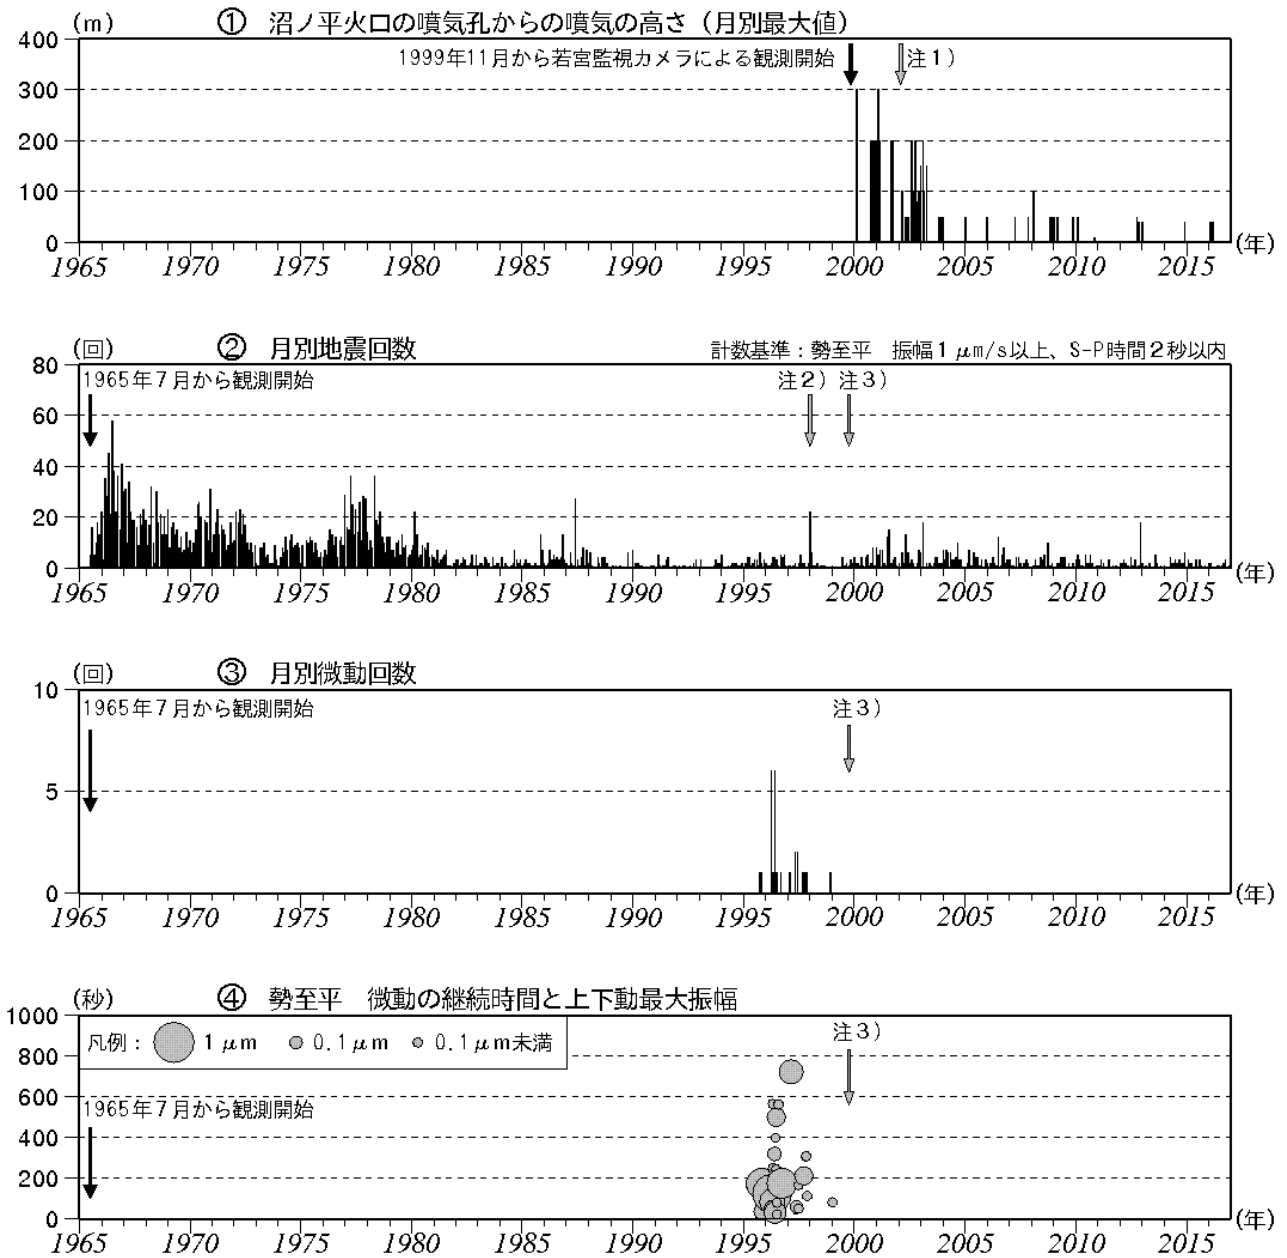 (m) ① 沼ノ平火口の噴気孔からの噴気の高さ（月別最大値）
400
1999年11月から若宮監視カメラによる観測開始 注1）
300
200
100
0
1965 1970 1975 1980 1985 1990 1995 2000 2005 2010 2015 (年)
(回) ② 月別地震回数 計数基準：勢至平 振幅1μm/s以上、S-P時間2秒以内
80
1965年7月から観測開始 注2） 注3）
60
40
20
0
1965 1970 1975 1980 1985 1990 1995 2000 2005 2010 2015 (年)
(回) ③ 月別微動回数
10
1965年7月から観測開始 注3）
5
0
1965 1970 1975 1980 1985 1990 1995 2000 2005 2010 2015 (年)
(秒) ④ 勢至平 微動の継続時間と上下動最大振幅
1000
凡例： 1μm 0.1μm 0.1μm未満 注3）
800
600
1965年7月から観測開始
400
200
0
1965 1970 1975 1980 1985 1990 1995 2000 2005 2010 2015 (年)